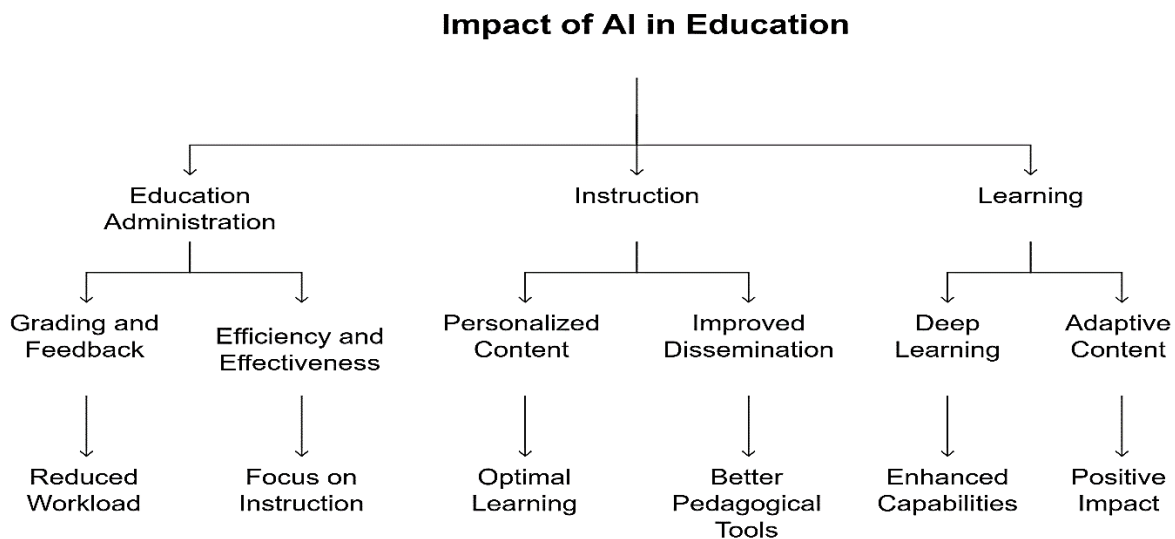 Impact of AI in Education
Education
Administration
Instruction
Learning
Grading and
Feedback
Efficiency and
Effectiveness
Personalized
Content
Improved
Dissemination
Deep
Learning
Adaptive
Content
Reduced
Workload
Focus on
Instruction
Optimal
Learning
Better
Pedagogical
Tools
Enhanced
Capabilities
Positive
Impact